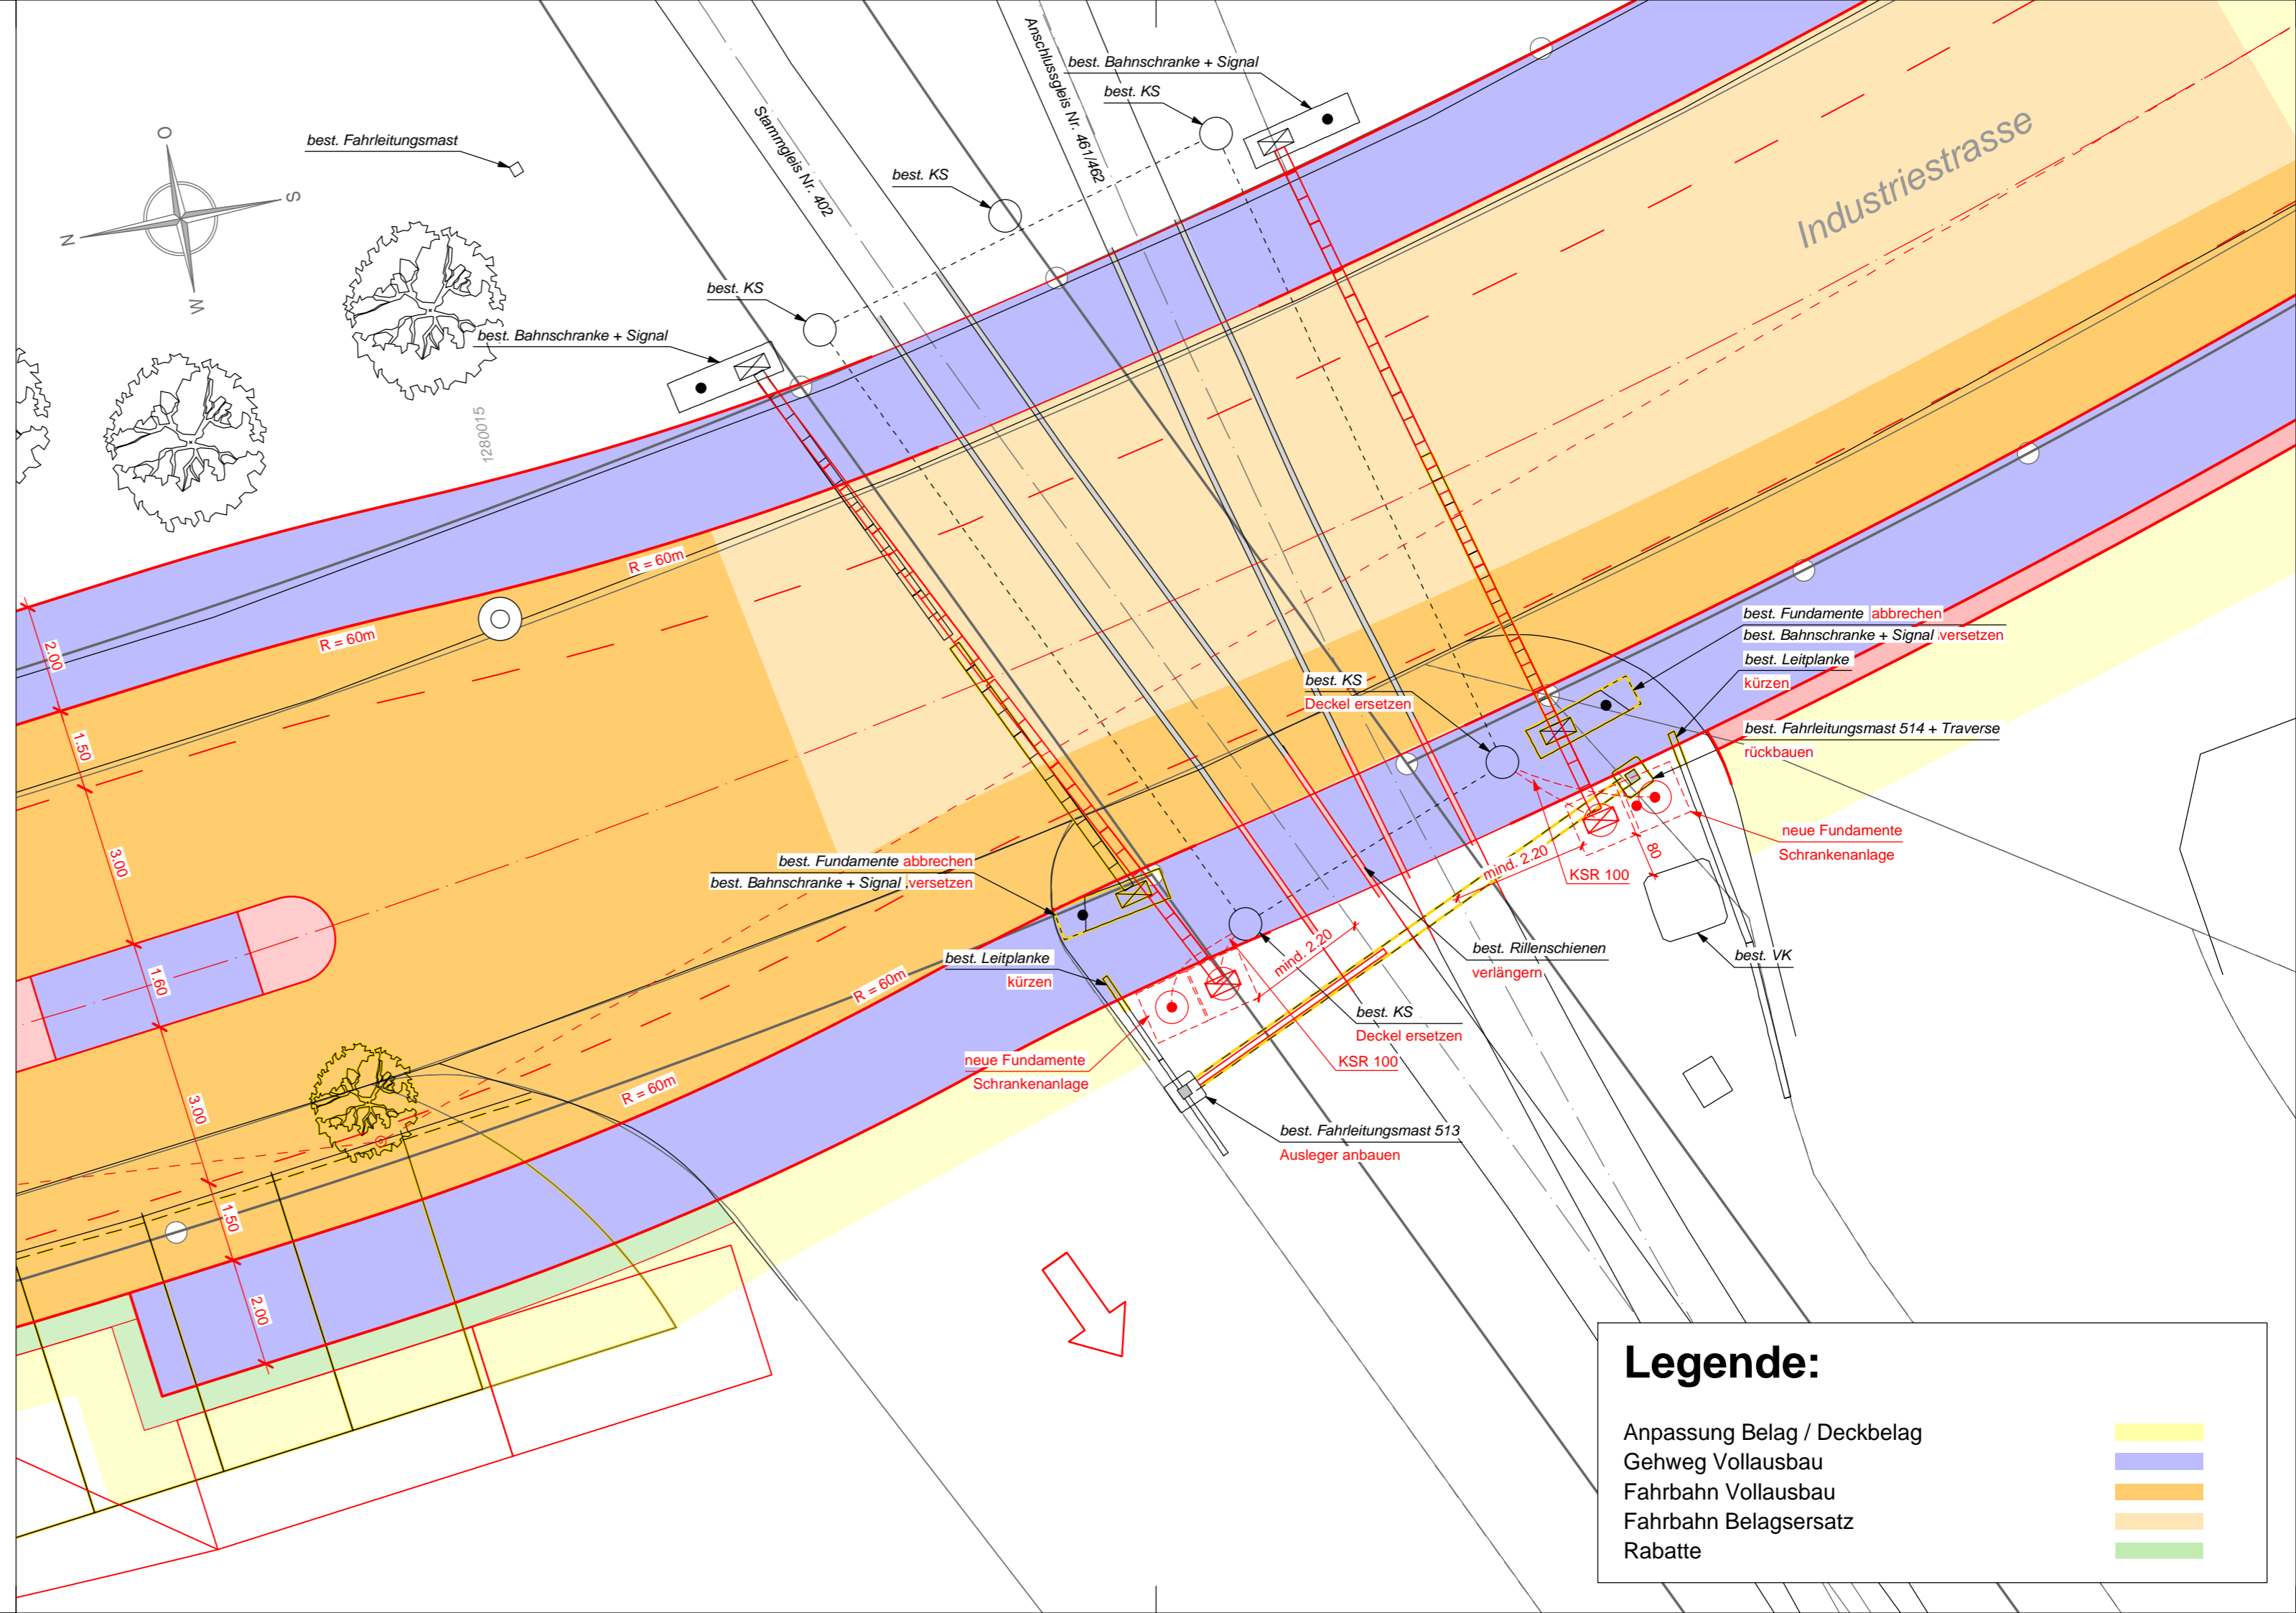 best. Bahnschranke + Signal
best. KS
Anschlussgleis Nr. 461/462
Stammgleis Nr. 402
best. Fahrleitungsmast
O
S
N
W
best. KS
Industriestrasse
best. KS
best. Bahnschranke + Signal
1280015
R = 60m
R = 60m
2.00
1.50
3.00
1.60
3.00
1.50
2.00
best. Fundamente abbrechen
best. Bahnschranke + Signal versetzen
best. Leitplanke
kürzen
best. KS
Deckel ersetzen
best. Fahrleitungsmast 514 + Traverse
rückbauen
neue Fundamente
Schrankenanlage
80
mind. 2.20
KSR 100
best. VK
best. Fundamente abbrechen
best. Bahnschranke + Signal versetzen
best. Leitplanke
kürzen
R = 60m
R = 60m
mind. 2.20
best. Rillenschienen
verlängern
best. KS
Deckel ersetzen
KSR 100
neue Fundamente
Schrankenanlage
best. Fahrleitungsmast 513
Ausleger anbauen
Legende:
Anpassung Belag / Deckbelag
Gehweg Vollausbau
Fahrbahn Vollausbau
Fahrbahn Belagsersatz
Rabatte